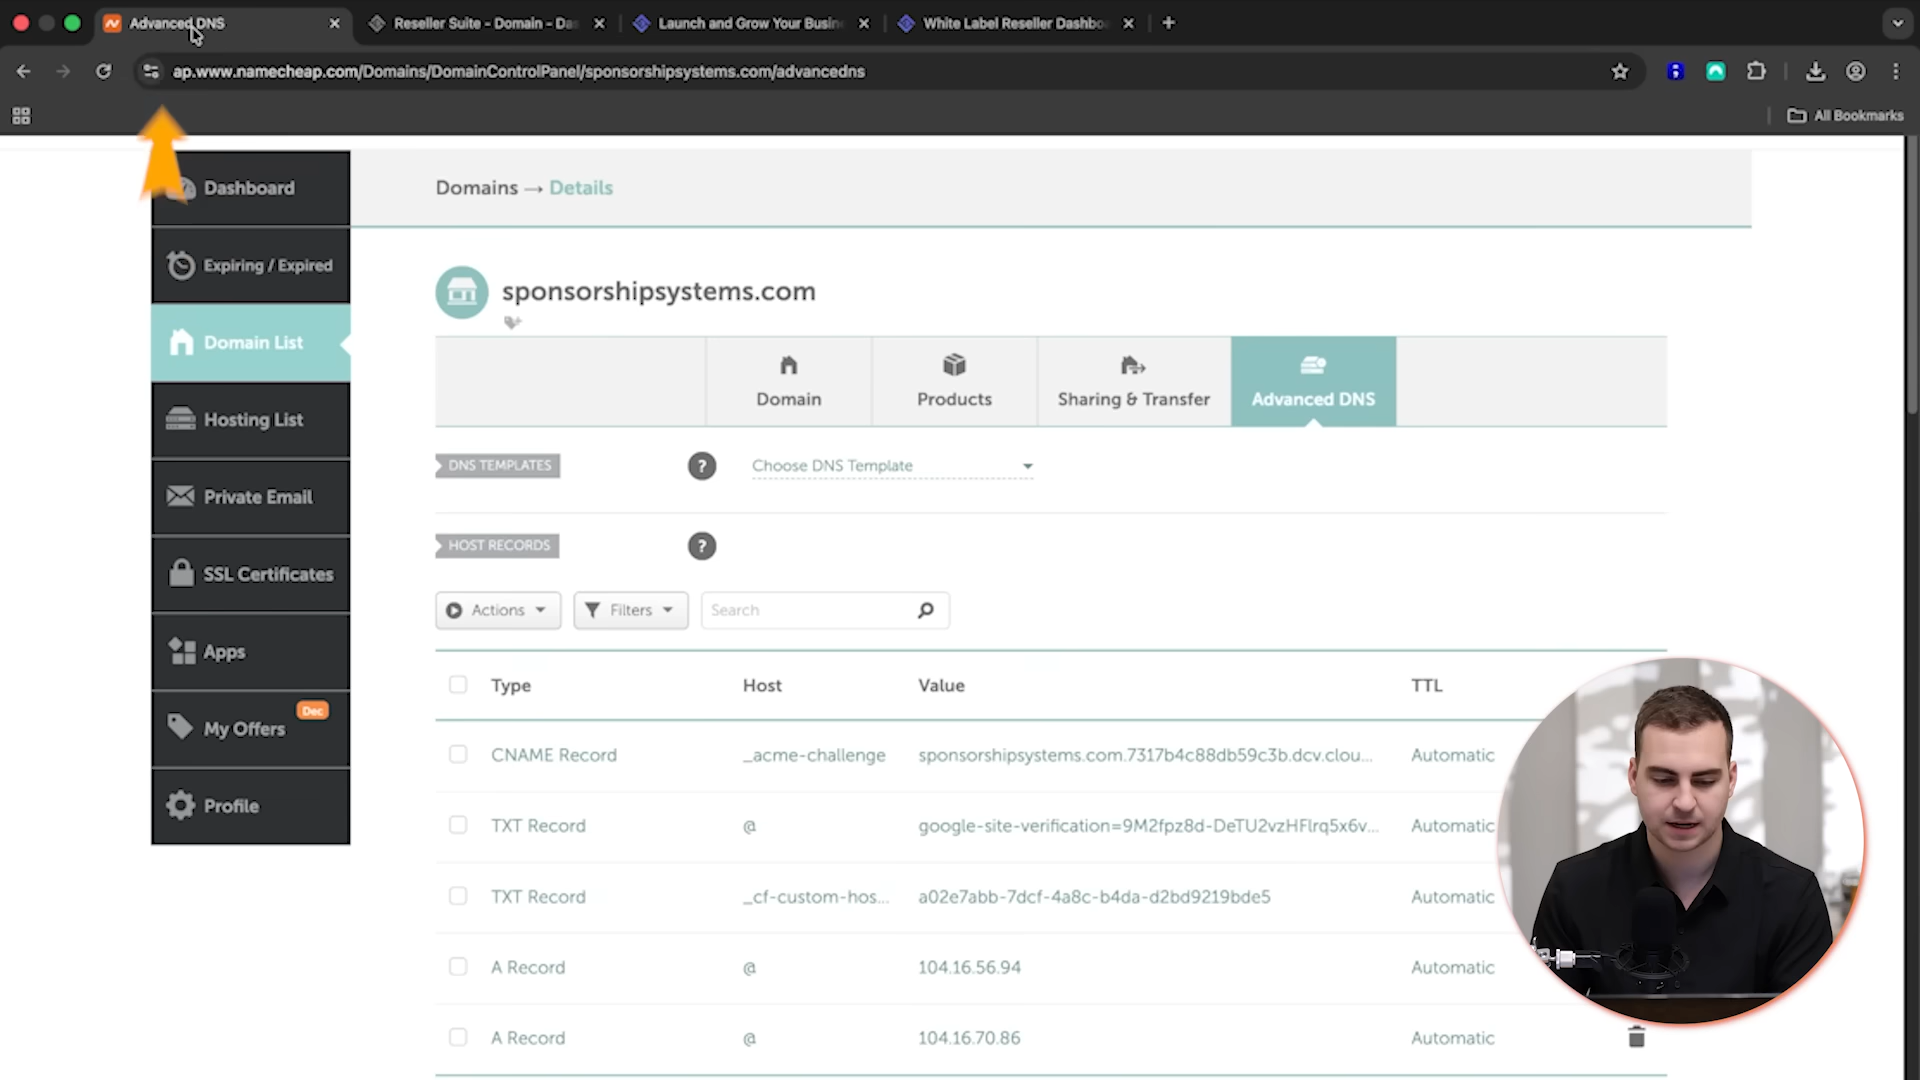 Advanced DNS
Reseller Suite - Domain - Da
Launch and Grow Your Busin
White Label Reseller Dashbo
ap.www.namecheap.com/Domains/DomainControlPanel/sponsorshipsystems.com/advancedns
All Bookmarks
Dashboard
Expiring / Expired
Domain List
Hosting List
Private Email
SSL Certificates
Apps
My Offers
Dec
Profile
Domains → Details
sponsorshipsystems.com
Domain
Products
Sharing & Transfer
Advanced DNS
DNS TEMPLATES
?
Choose DNS Template
HOST RECORDS
?
Actions
Filters
Search
Type Host Value TTL
CNAME Record _acme-challenge sponsorshipsystems.com.7317b4c88db59c3b.dcv.clou... Automatic
TXT Record @ google-site-verification=9M2fpz8d-DeTU2vzHFlrq5x6v... Automatic
TXT Record _cf-custom-hos... a02e7abb-7dcf-4a8c-b4da-d2bd9219bde5 Automatic
A Record @ 104.16.56.94 Automatic
A Record @ 104.16.70.86 Automatic